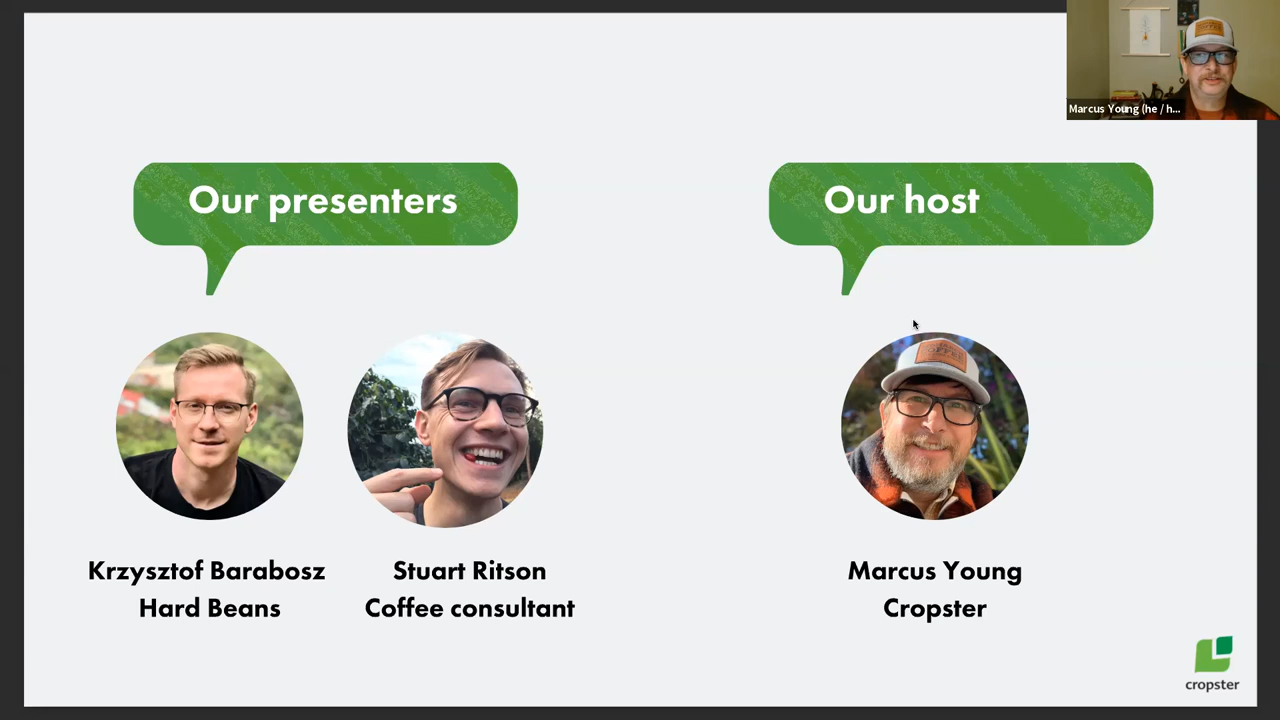 Marcus Young (he / h...
Our presenters
Our host
Krzysztof Barabosz
Hard Beans
Stuart Ritson
Coffee consultant
Marcus Young
Cropster
cropster